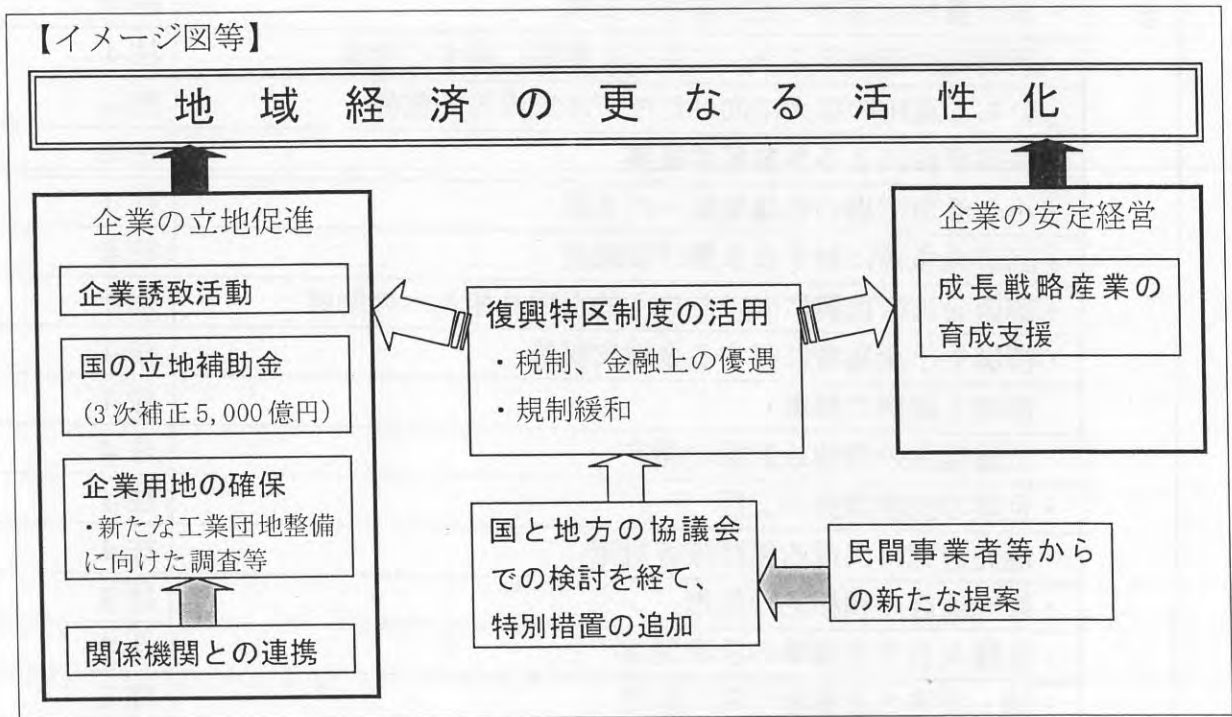 【イメージ図等】
地域経済の更なる活性化
企業の立地促進
企業誘致活動
国の立地補助金
(3次補正5,000億円)
企業用地の確保
・新たな工業団地整備
に向けた調査等
関係機関との連携
復興特区制度の活用
・税制、金融上の優遇
・規制緩和
国と地方の協議会
での検討を経て、
特別措置の追加
民間事業者等から
の新たな提案
企業の安定経営
成長戦略産業の
育成支援